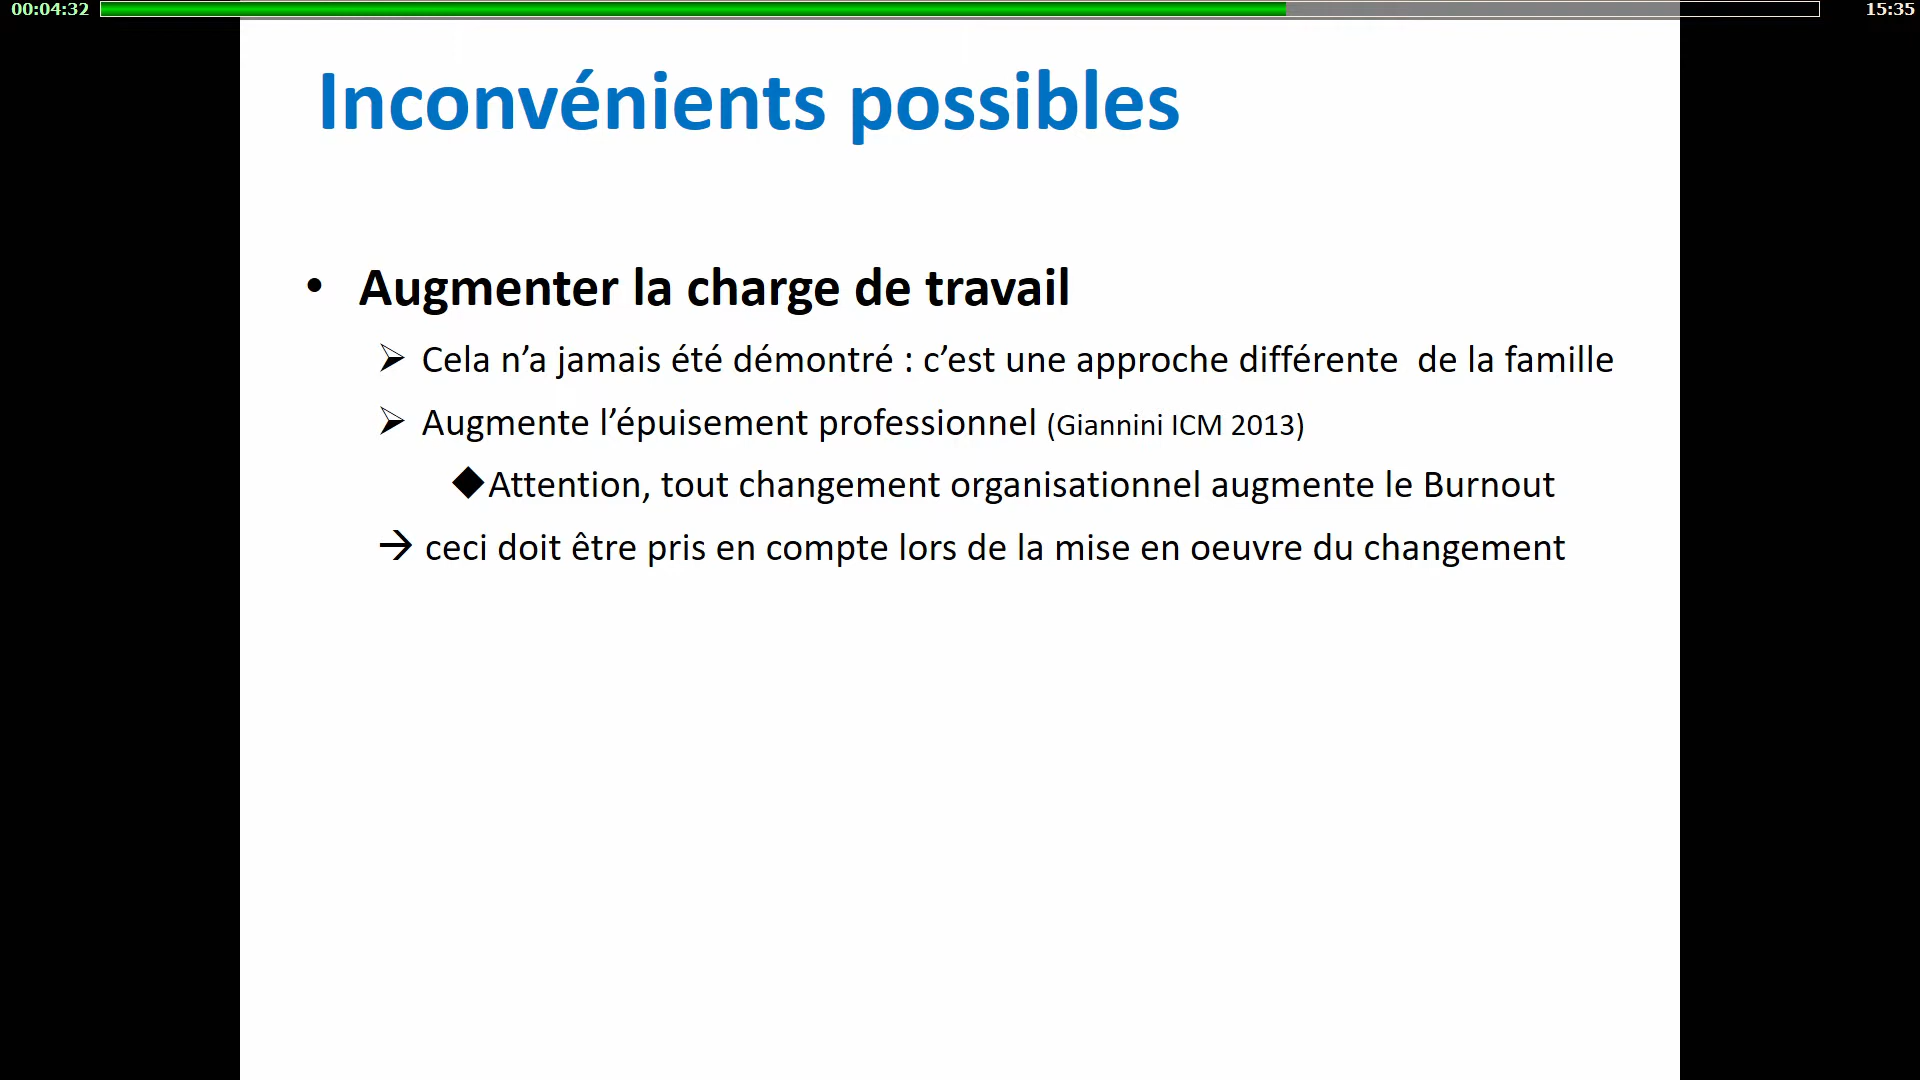 00:04:32
15:35
Inconvénients possibles
• Augmenter la charge de travail
➢ Cela n’a jamais été démontré : c’est une approche différente  de la famille
➢ Augmente l’épuisement professionnel (Giannini ICM 2013)
◆Attention, tout changement organisationnel augmente le Burnout
→ ceci doit être pris en compte lors de la mise en oeuvre du changement